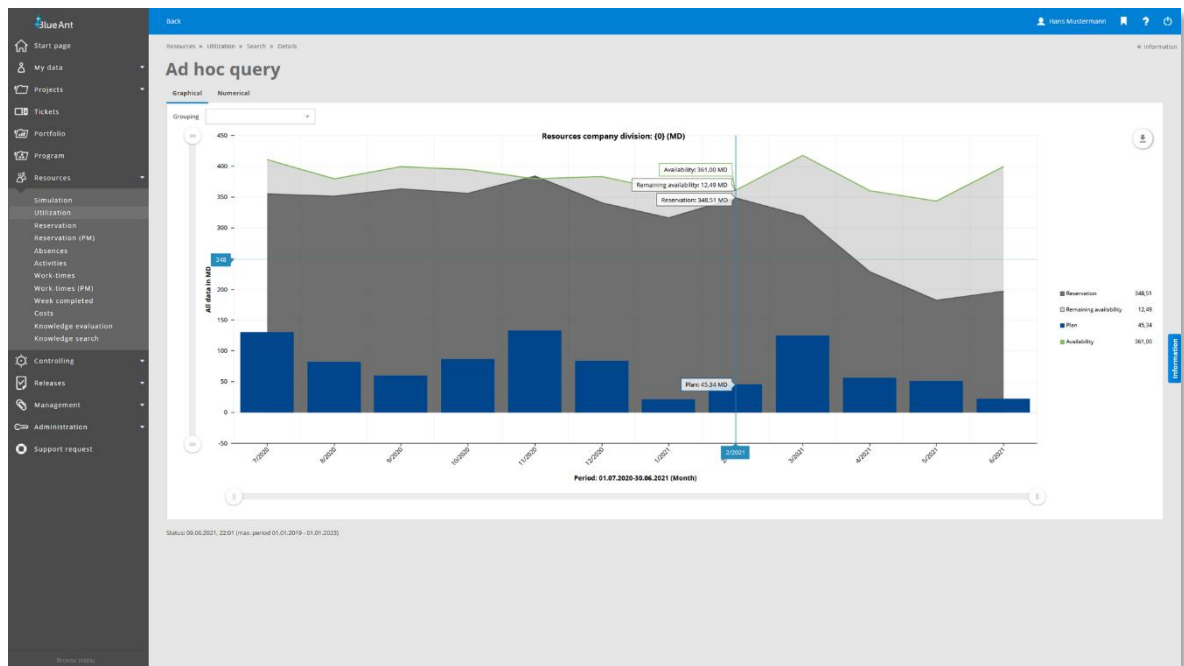 BlueAnt
Back
Hans Mustermann
?
Start page
My data
Projects
Tickets
Portfolio
Program
Resources
Simulation
Utilization
Reservation
Reservation (PM)
Absences
Activities
Work-times
Work-times (PM)
Week completed
Costs
Knowledge evaluation
Knowledge search
Controlling
Releases
Management
Administration
Support request
Browse menu
Resources » Utilization » Search » Details
« Information
Ad hoc query
Graphical Numerical
Grouping
Resources company division: {0} (MD)
450
400
350
300
248
200
150
100
50
0
-50
All data in MD
Availability: 361,00 MD
Remaining availability: 12,49 MD
Reservation: 348,51 MD
Plan: 45,34 MD
7/2020
8/2020
9/2020
10/2020
11/2020
12/2020
1/2021
2/2021
3/2021
4/2021
5/2021
6/2021
Period: 01.07.2020-30.06.2021 (Month)
Reservation 348,51
Remaining availability 12,49
Plan 45,34
Availability 361,00
Information
Status: 09.06.2021, 22:01 (max. period 01.01.2019 - 01.01.2023)